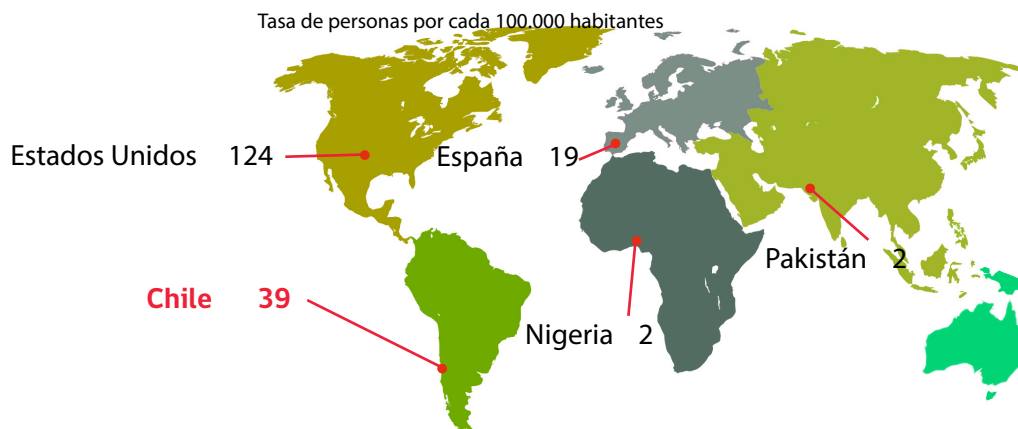 Tasa de personas por cada 100.000 habitantes
Estados Unidos 124
España 19
Pakistán 2
Chile 39
Nigeria 2